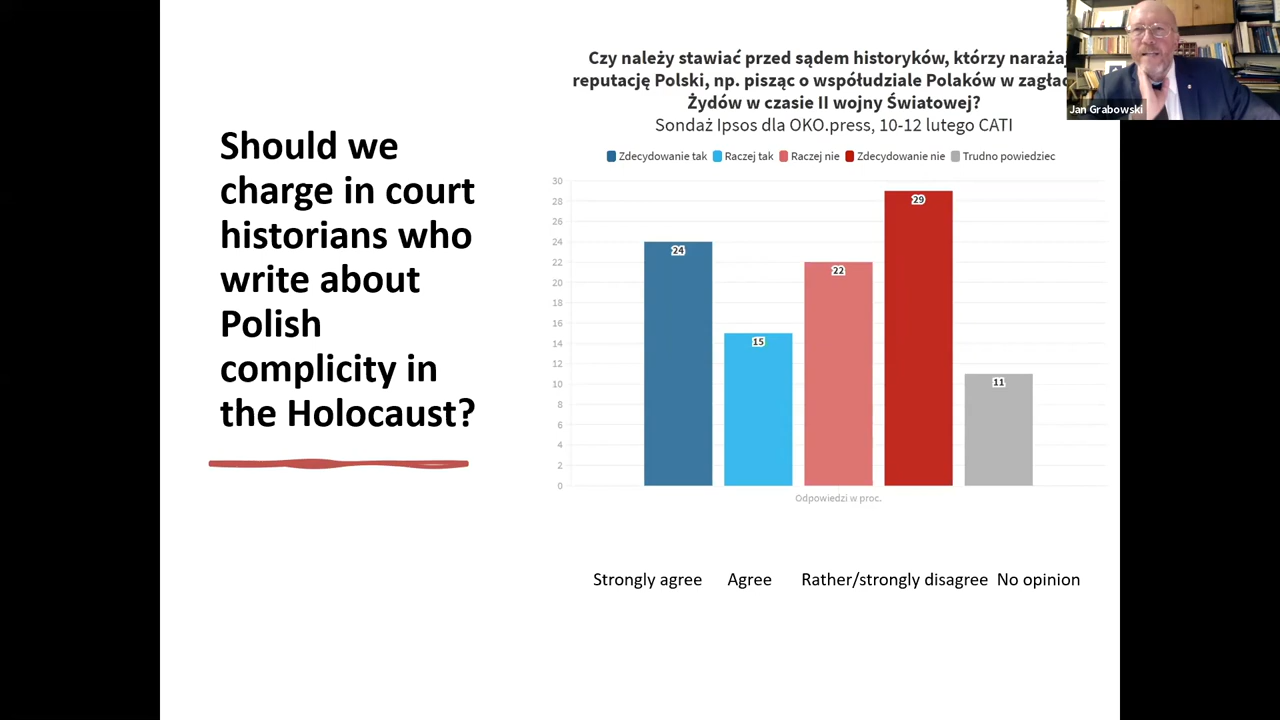 Should we
charge in court
historians who
write about
Polish
complicity in
the Holocaust?
Czy należy stawiać przed sądem historyków, którzy
reputację Polski, np. pisząc o współudziale Polaków w
Żydów w czasie II wojny Światowej?
Sondaż Ipsos dla OKO.press, 10-12 lutego CATI
Zdecydowanie tak Raczej tak Raczej nie Zdecydowanie nie Trudno powiedziec
30
28
26
24
22
20
18
16
14
12
10
8
6
4
2
0
24
15
22
29
11
Odpowiedzi w proc.
Strongly agree Agree Rather/strongly disagree No opinion
Jan Grabowski